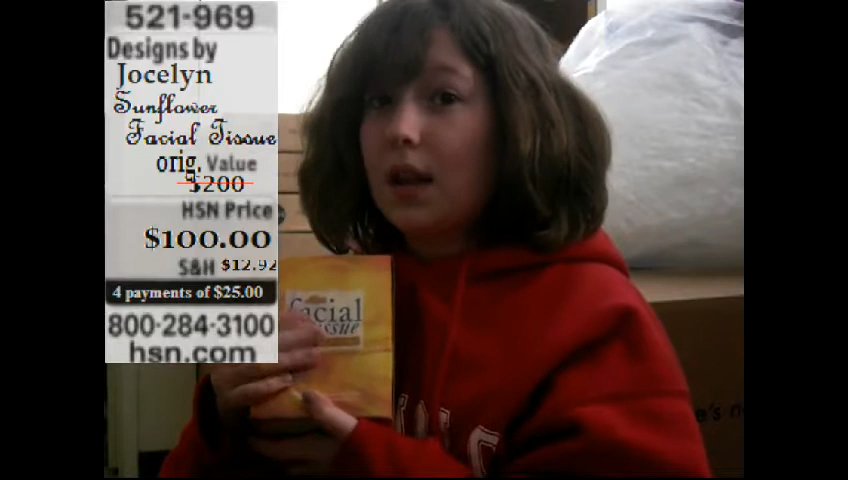 521-969
Designs by
Jocelyn
Sunflower
Facial Tissue
orig. Value
$200
HSN Price
$100.00
S&H $12.92
4 payments of $25.00
800-284-3100
hsn.com
facial
tissue
e's n